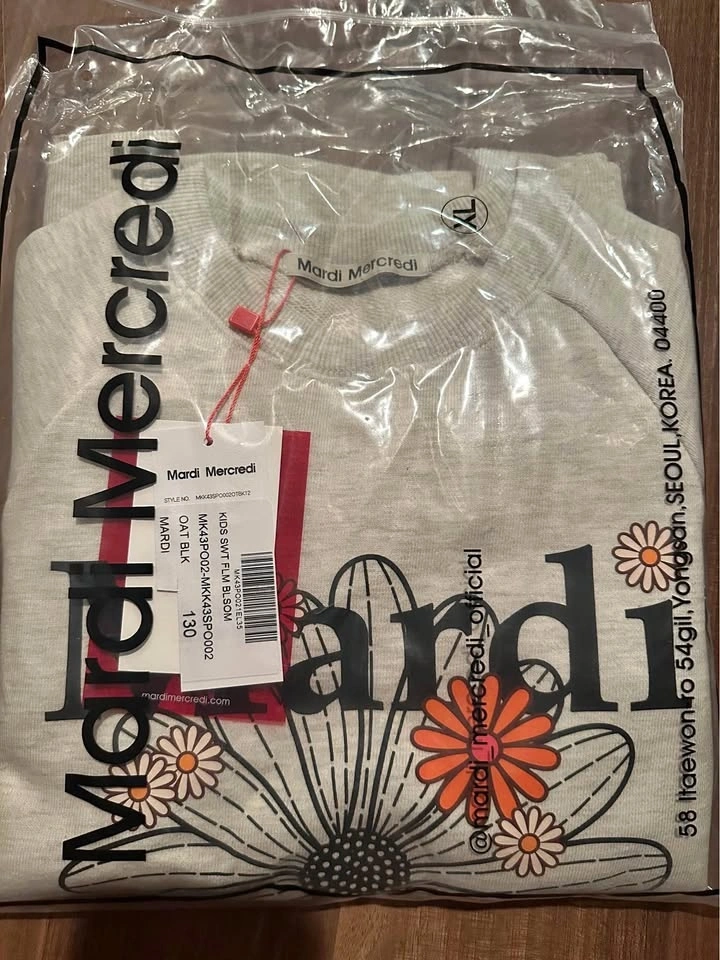 Mardi Mercredi
XL
Mardi Mercredi
Mardi Mercredi
STYLE NO. MKK43SPO002OTBK12
KIDS SWT FLM BLSOM
MK43PO02-MKK43SPO002
OAT BLK 130
MARDI
mardimercredi.com
Mardi
@mardi_mercredi_official
58 Itaewon-ro 54gil, Yongsan, SEOUL, KOREA. 04400